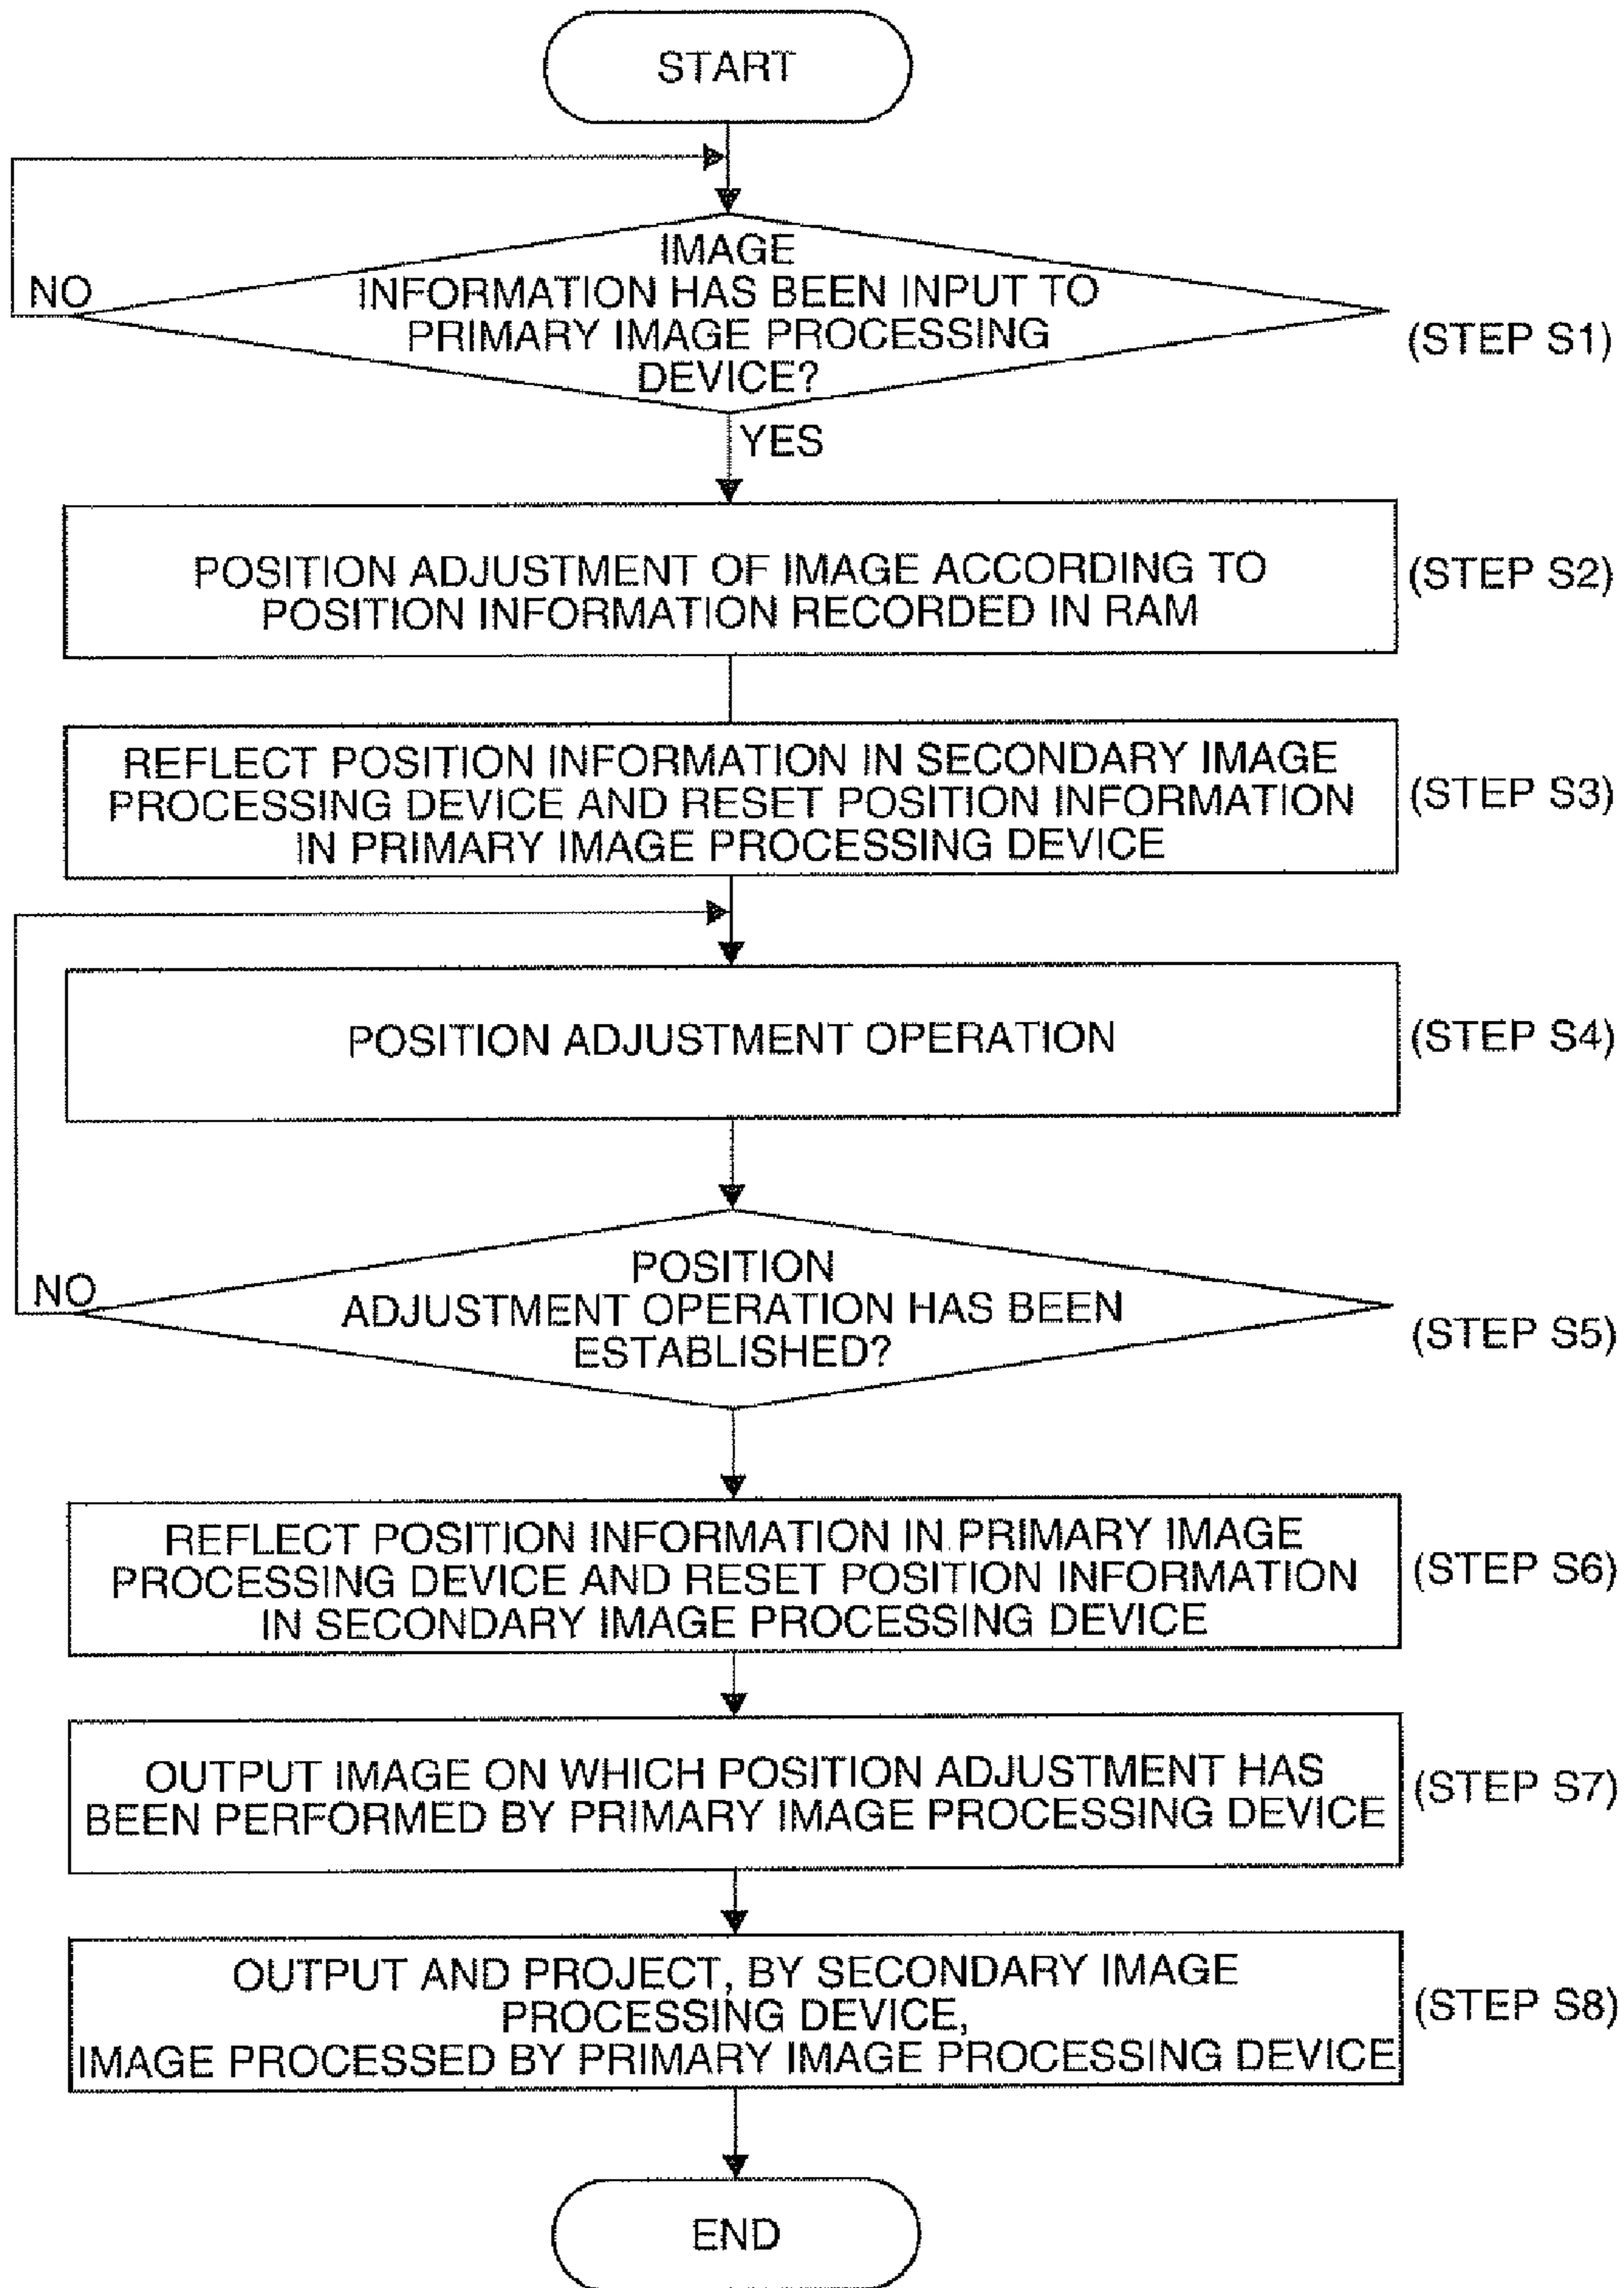 START
IMAGE
INFORMATION HAS BEEN INPUT TO
PRIMARY IMAGE PROCESSING
DEVICE?
NO
(STEP S1)
YES
POSITION ADJUSTMENT OF IMAGE ACCORDING TO
POSITION INFORMATION RECORDED IN RAM
(STEP S2)
REFLECT POSITION INFORMATION IN SECONDARY IMAGE
PROCESSING DEVICE AND RESET POSITION INFORMATION
IN PRIMARY IMAGE PROCESSING DEVICE
(STEP S3)
POSITION ADJUSTMENT OPERATION
(STEP S4)
POSITION
ADJUSTMENT OPERATION HAS BEEN
ESTABLISHED?
NO
(STEP S5)
REFLECT POSITION INFORMATION IN PRIMARY IMAGE
PROCESSING DEVICE AND RESET POSITION INFORMATION
IN SECONDARY IMAGE PROCESSING DEVICE
(STEP S6)
OUTPUT IMAGE ON WHICH POSITION ADJUSTMENT HAS
BEEN PERFORMED BY PRIMARY IMAGE PROCESSING DEVICE
(STEP S7)
OUTPUT AND PROJECT, BY SECONDARY IMAGE
PROCESSING DEVICE,
IMAGE PROCESSED BY PRIMARY IMAGE PROCESSING DEVICE
(STEP S8)
END